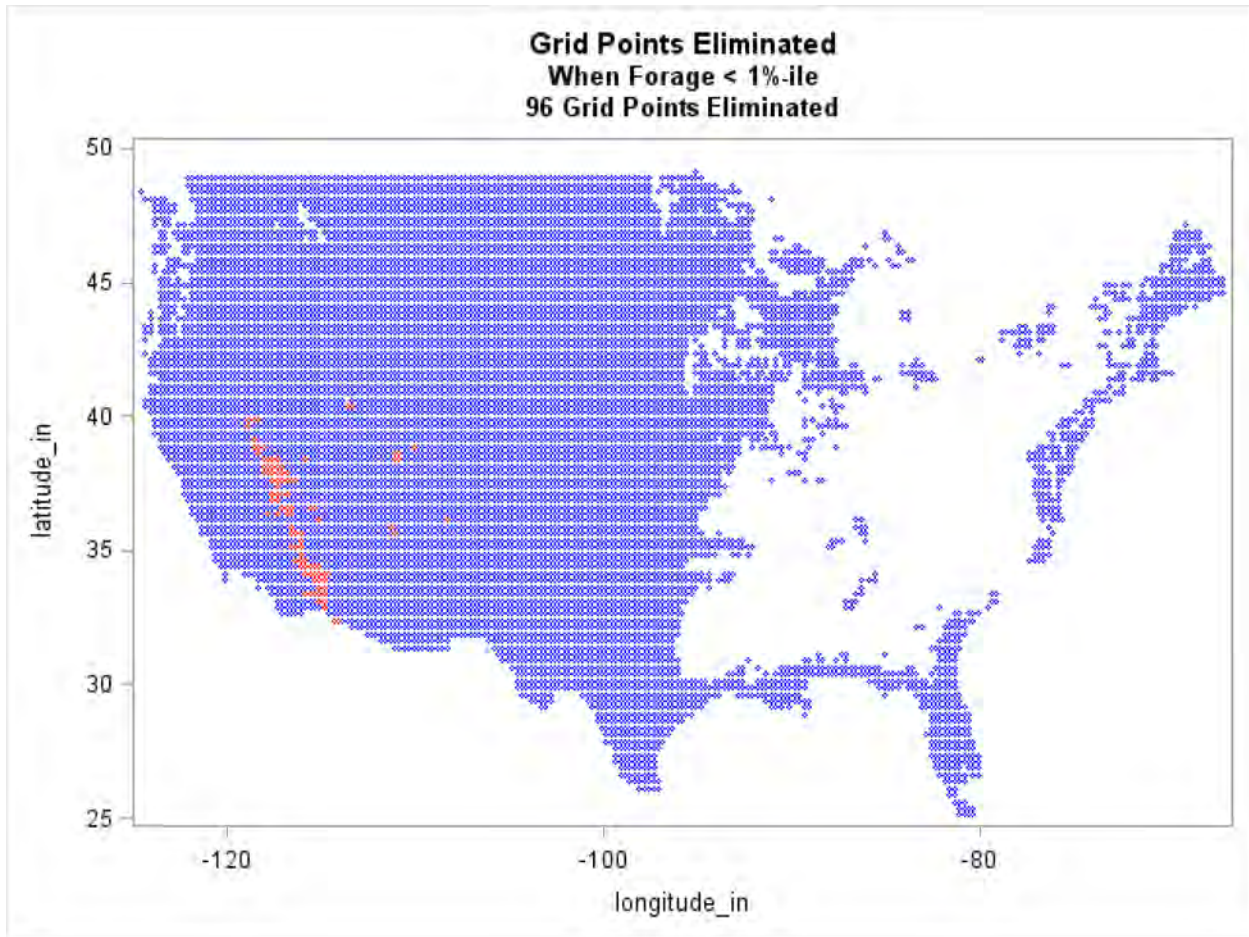 Grid Points Eliminated
When Forage < 1%-ile
96 Grid Points Eliminated
50
45
40
35
30
25
latitude_in
-120
-100
-80
longitude_in